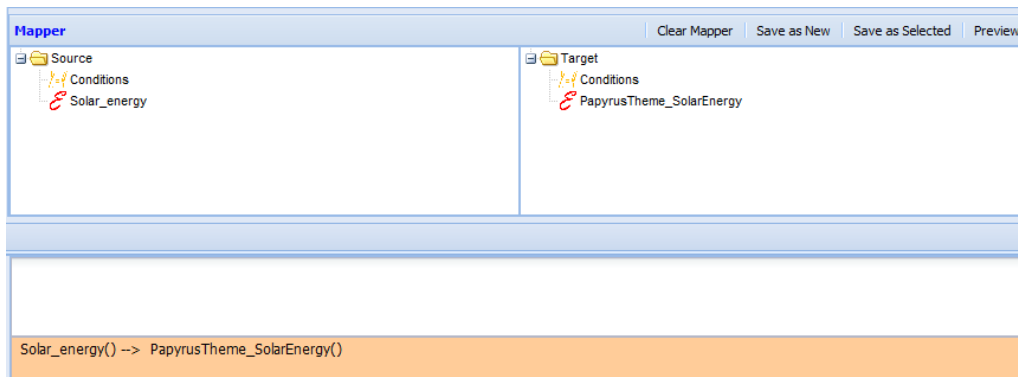 Mapper Clear Mapper Save as New Save as Selected Preview
Source Target
Conditions Conditions
Solar_energy PapyrusTheme_SolarEnergy
Solar_energy() --> PapyrusTheme_SolarEnergy()